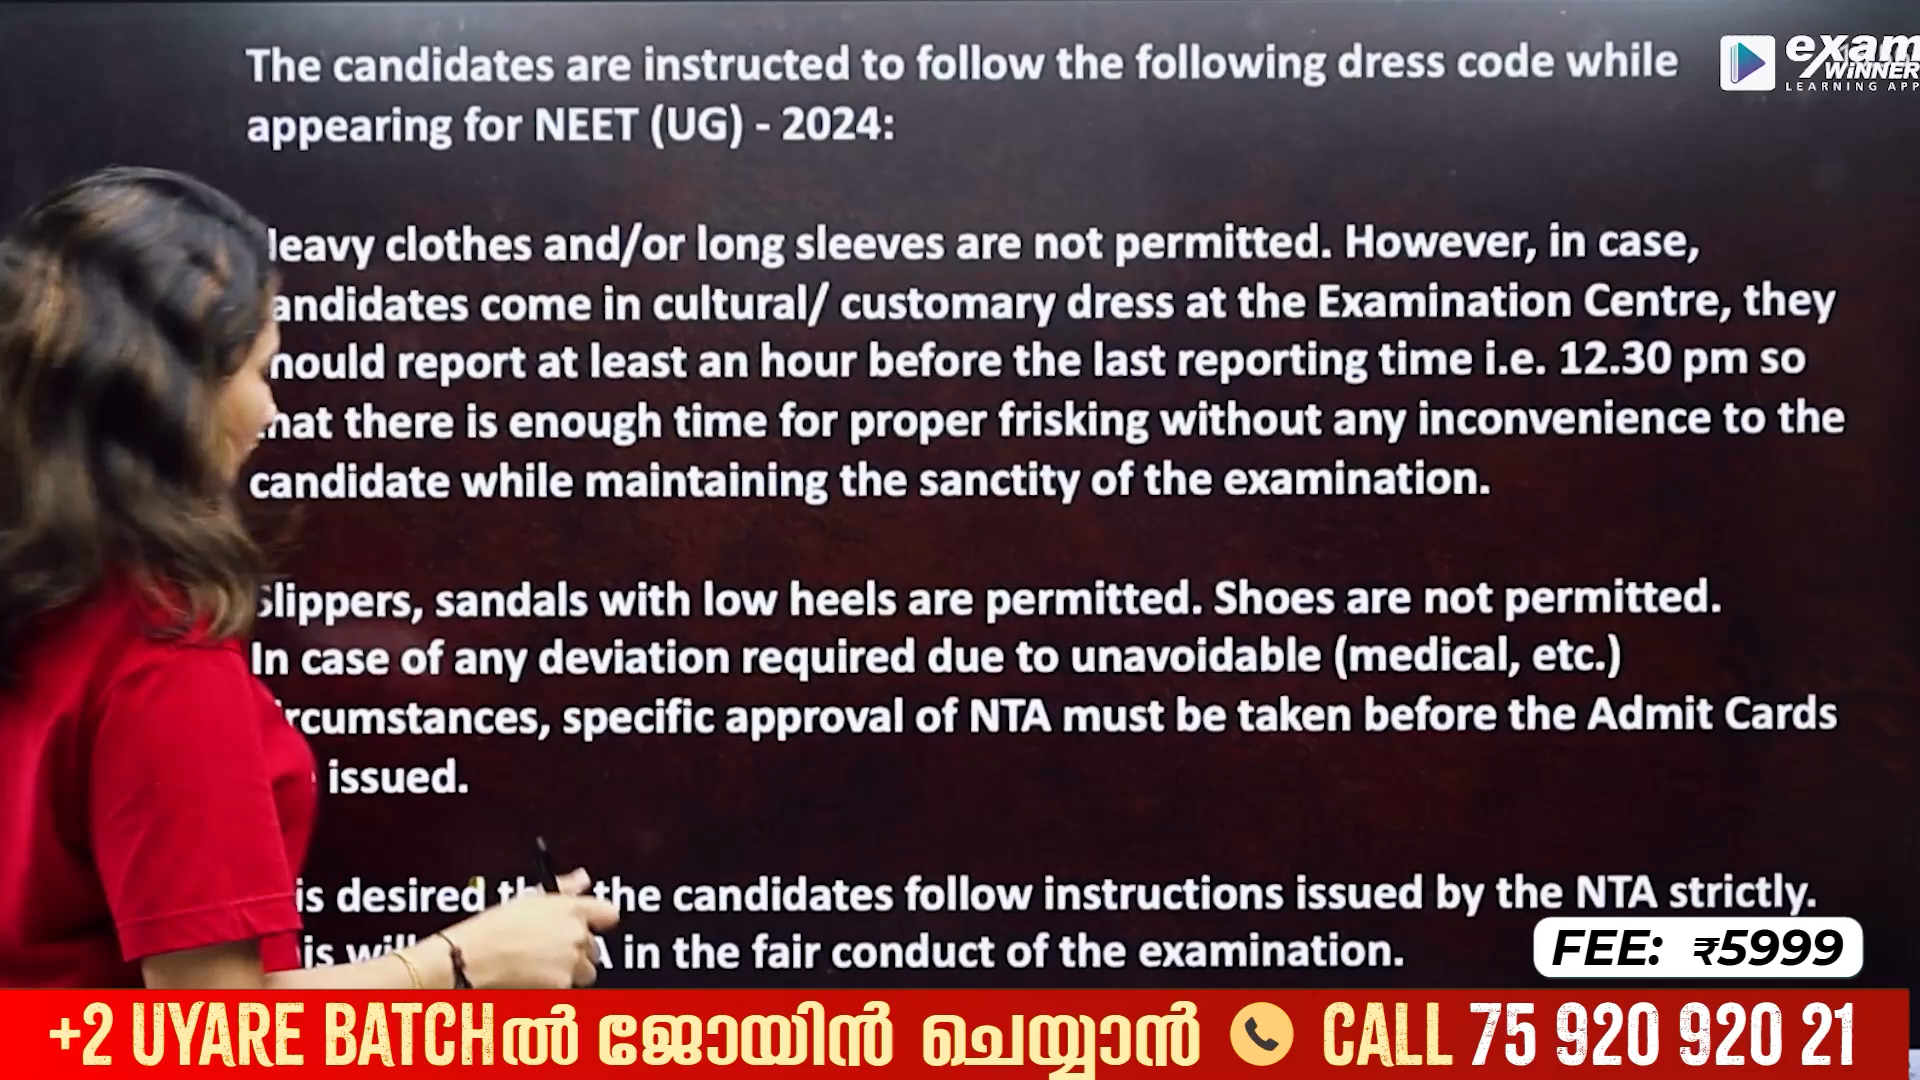 The candidates are instructed to follow the following dress code while
appearing for NEET (UG) - 2024:
exam
WiNNER
LEARNING APP
clothes and/or long sleeves are not permitted. However, in case,
come in cultural/ customary dress at the Examination Centre, they
report at least an hour before the last reporting time i.e. 12.30 pm so
there is enough time for proper frisking without any inconvenience to the
candidate while maintaining the sanctity of the examination.
Slippers, sandals with low heels are permitted. Shoes are not permitted.
In case of any deviation required due to unavoidable (medical, etc.)
circumstances, specific approval of NTA must be taken before the Admit Cards
issued.
is desired the candidates follow instructions issued by the NTA strictly.
in the fair conduct of the examination.
FEE: ₹5999
+2 UYARE BATCHൽ ജോയിൻ ചെയ്യാൻ CALL 75 920 920 21